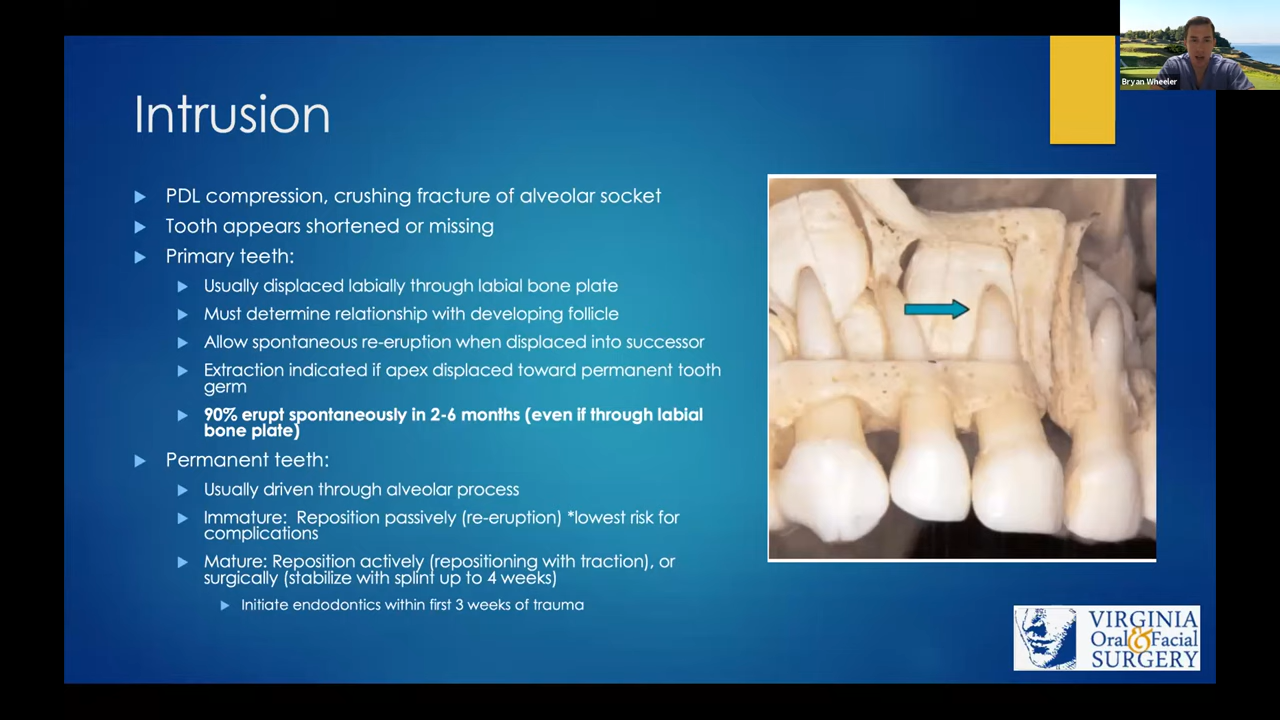 Bryan Wheeler
Intrusion
PDL compression, crushing fracture of alveolar socket
Tooth appears shortened or missing
Primary teeth:
Usually displaced labially through labial bone plate
Must determine relationship with developing follicle
Allow spontaneous re-eruption when displaced into successor
Extraction indicated if apex displaced toward permanent tooth
germ
90% erupt spontaneously in 2-6 months (even if through labial
bone plate)
Permanent teeth:
Usually driven through alveolar process
Immature: Reposition passively (re-eruption) *lowest risk for
complications
Mature: Reposition actively (repositioning with traction), or
surgically (stabilize with splint up to 4 weeks)
Initiate endodontics within first 3 weeks of trauma
VIRGINIA
Oral & Facial
SURGERY